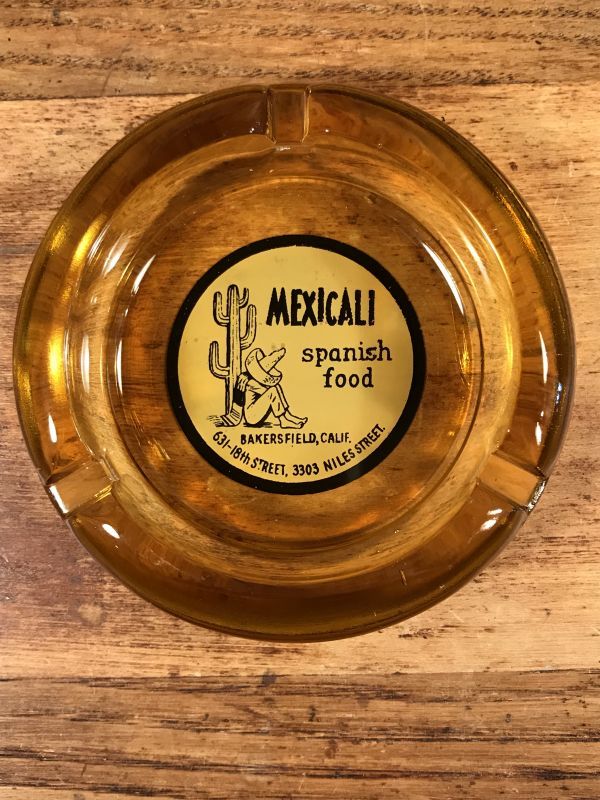 MEXICALI
spanish
food
BAKERSFIELD, CALIF.
631-18th STREET, 3303 NILES STREET.